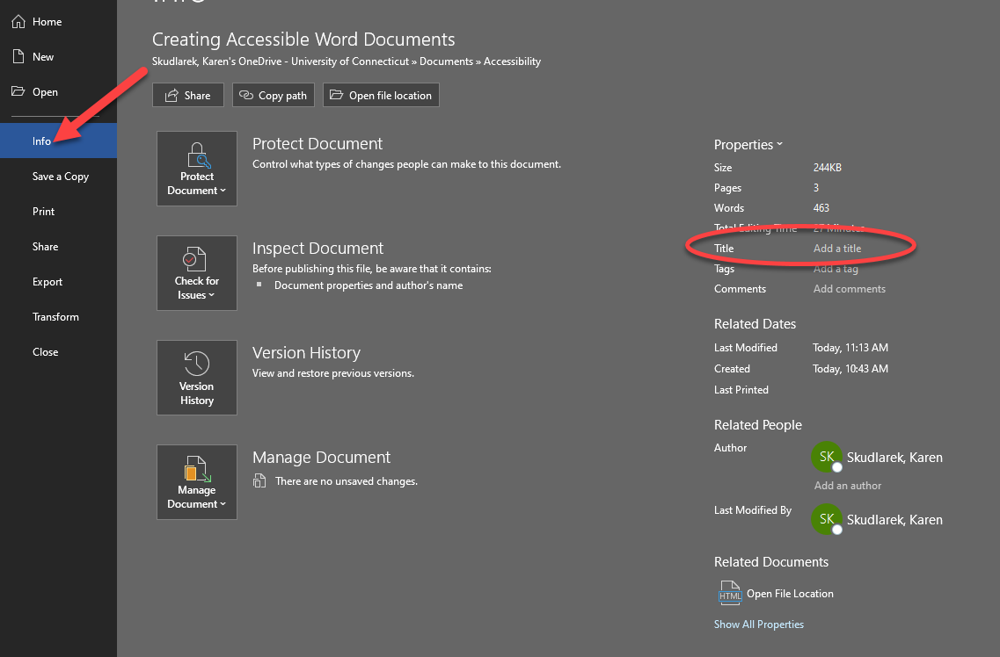 Info
Home
New
Open
Info
Save a Copy
Print
Share
Export
Transform
Close
Creating Accessible Word Documents
Skudlarek, Karen's OneDrive - University of Connecticut » Documents » Accessibility
Share
Copy path
Open file location
Protect Document
Protect Document
Control what types of changes people can make to this document.
Check for Issues
Inspect Document
Before publishing this file, be aware that it contains:
Document properties and author's name
Version History
Version History
View and restore previous versions.
Manage Document
Manage Document
There are no unsaved changes.
Properties
Size 244KB
Pages 3
Words 463
Total Editing Time 27 Minutes
Title Add a title
Tags Add a tag
Comments Add comments
Related Dates
Last Modified Today, 11:13 AM
Created Today, 10:43 AM
Last Printed
Related People
Author SK Skudlarek, Karen
Add an author
Last Modified By SK Skudlarek, Karen
Related Documents
HTML Open File Location
Show All Properties